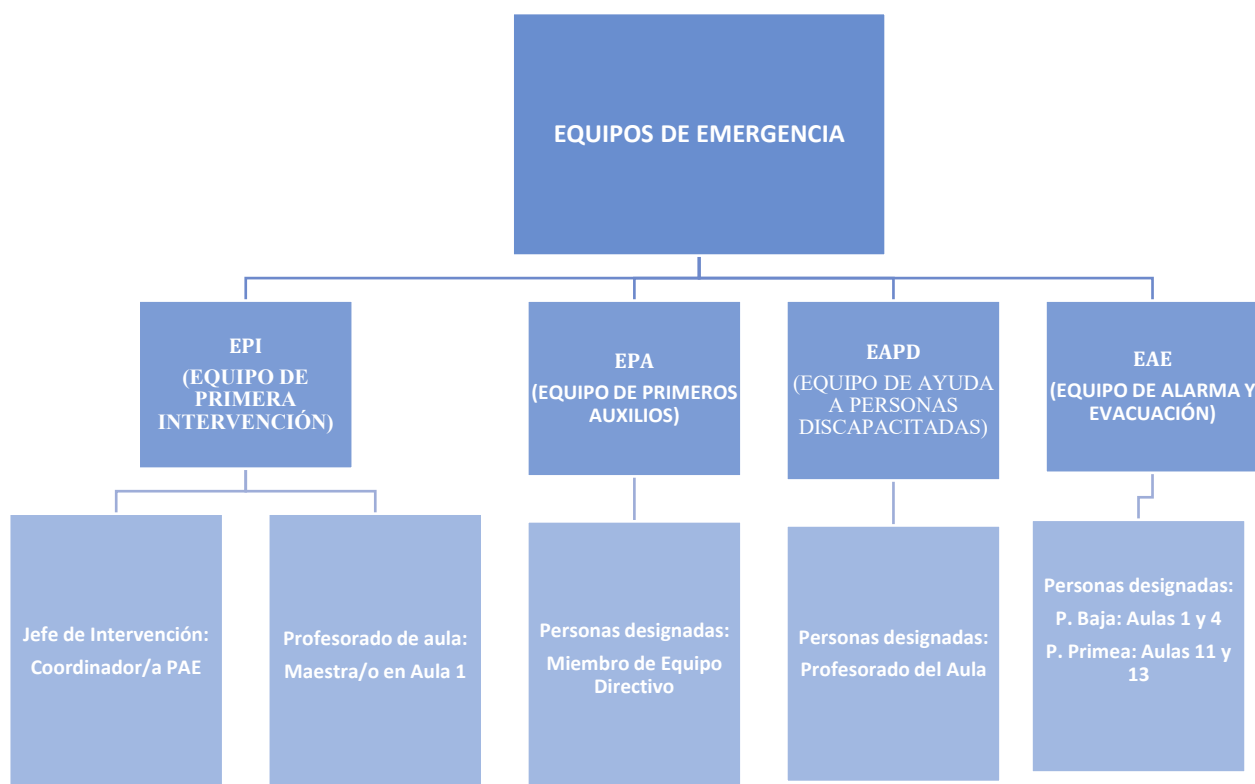 EQUIPOS DE EMERGENCIA
EPI
(EQUIPO DE
PRIMERA
INTERVENCIÓN)
EPA
(EQUIPO DE PRIMEROS
AUXILIOS)
EAPD
(EQUIPO DE AYUDA
A PERSONAS
DISCAPACITADAS)
EAE
(EQUIPO DE ALARMA Y
EVACUACIÓN)
Jefe de Intervención:
Coordinador/a PAE
Profesorado de aula:
Maestra/o en Aula 1
Personas designadas:
Miembro de Equipo
Directivo
Personas designadas:
Profesorado del Aula
Personas designadas:
P. Baja: Aulas 1 y 4
P. Primea: Aulas 11 y
13